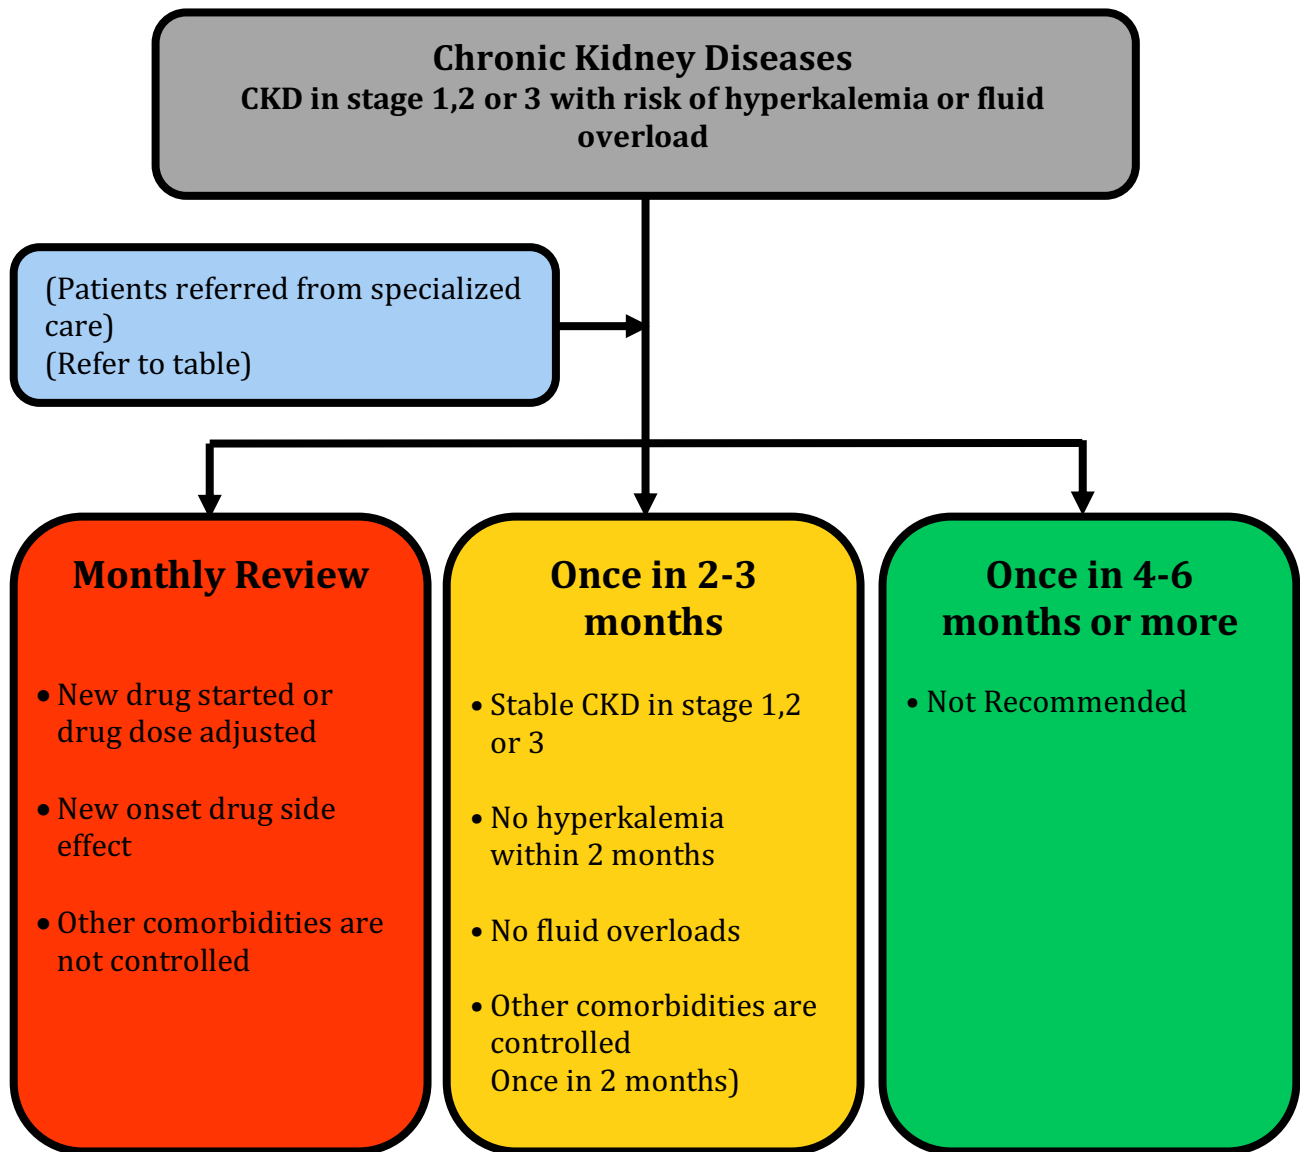 Chronic Kidney Diseases
CKD in stage 1,2 or 3 with risk of hyperkalemia or fluid
overload
(Patients referred from specialized
care)
(Refer to table)
Monthly Review
• New drug started or
drug dose adjusted
• New onset drug side
effect
• Other comorbidities are
not controlled
Once in 2-3
months
• Stable CKD in stage 1,2
or 3
• No hyperkalemia
within 2 months
• No fluid overloads
• Other comorbidities are
controlled
Once in 2 months)
Once in 4-6
months or more
• Not Recommended